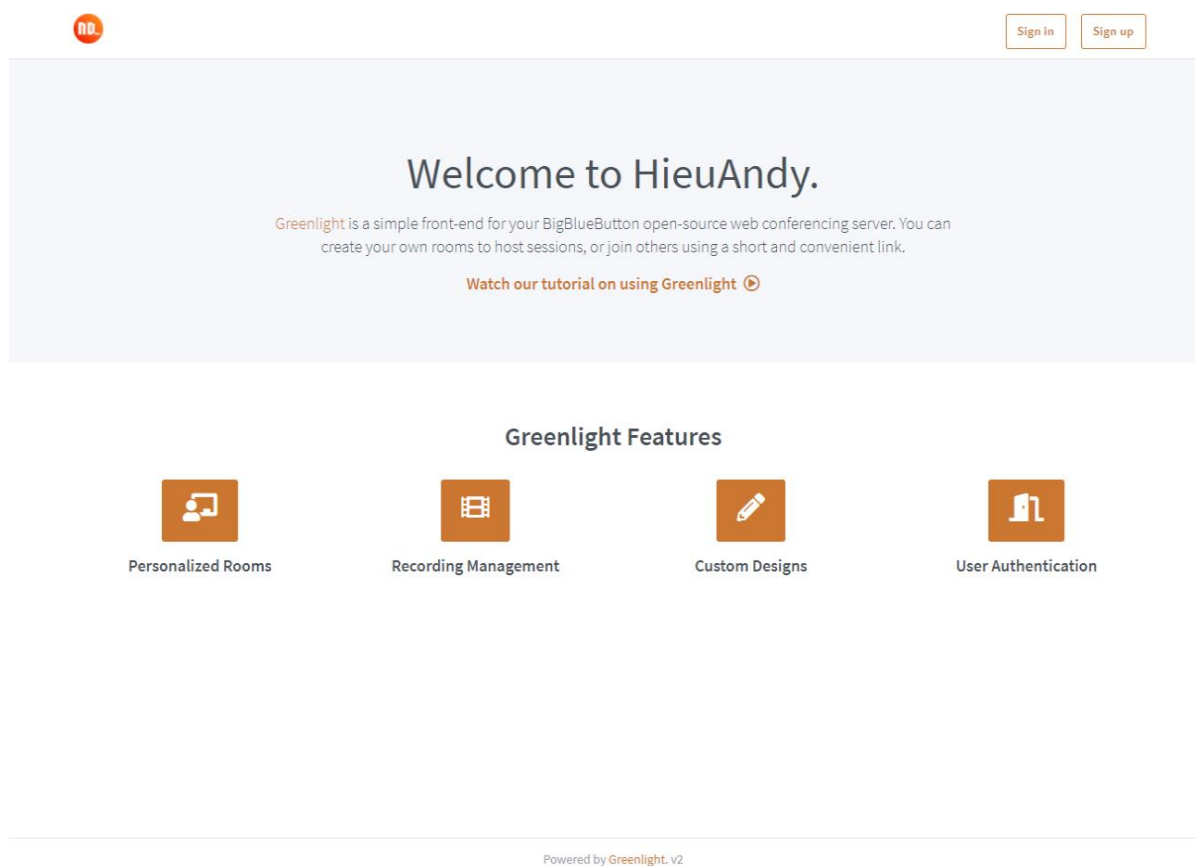 ND.
Sign in
Sign up
Welcome to HieuAndy.
Greenlight is a simple front-end for your BigBlueButton open-source web conferencing server. You can
create your own rooms to host sessions, or join others using a short and convenient link.
Watch our tutorial on using Greenlight
Greenlight Features
Personalized Rooms
Recording Management
Custom Designs
User Authentication
Powered by Greenlight. v2